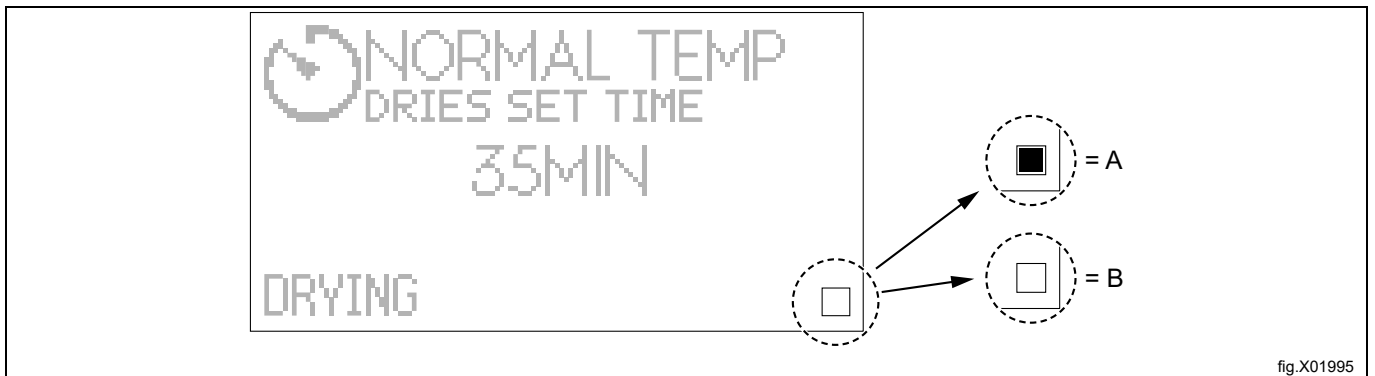 NORMAL TEMP
DRIES SET TIME
35MIN
DRYING
= A
= B
fig.X01995